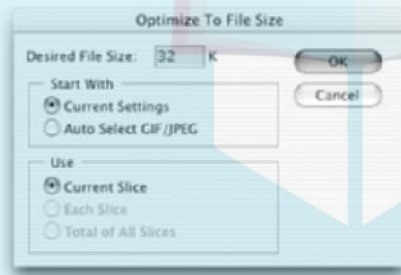 Optimize To File Size
Desired File Size: 32 K
OK
Start With
Current Settings
Cancel
Auto Select GIF/JPEG
Use
Current Slice
Each Slice
Total of All Slices